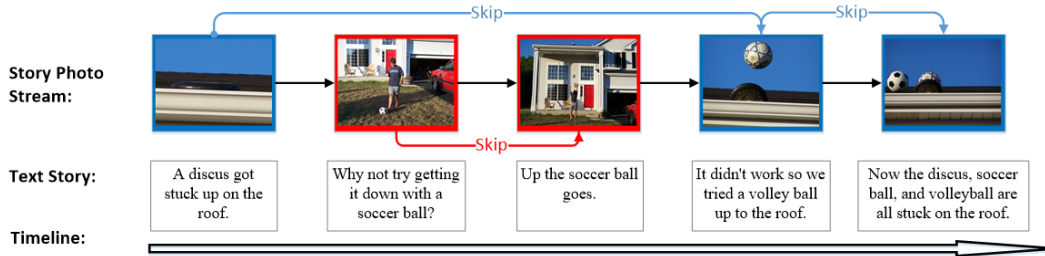 Skip
Skip
Story Photo
Stream:
Skip
Text Story:
A discus got
stuck up on the
roof.
Why not try getting
it down with a
soccer ball?
Up the soccer ball
goes.
It didn't work so we
tried a volley ball
up to the roof.
Now the discus, soccer
ball, and volleyball are
all stuck on the roof.
Timeline: